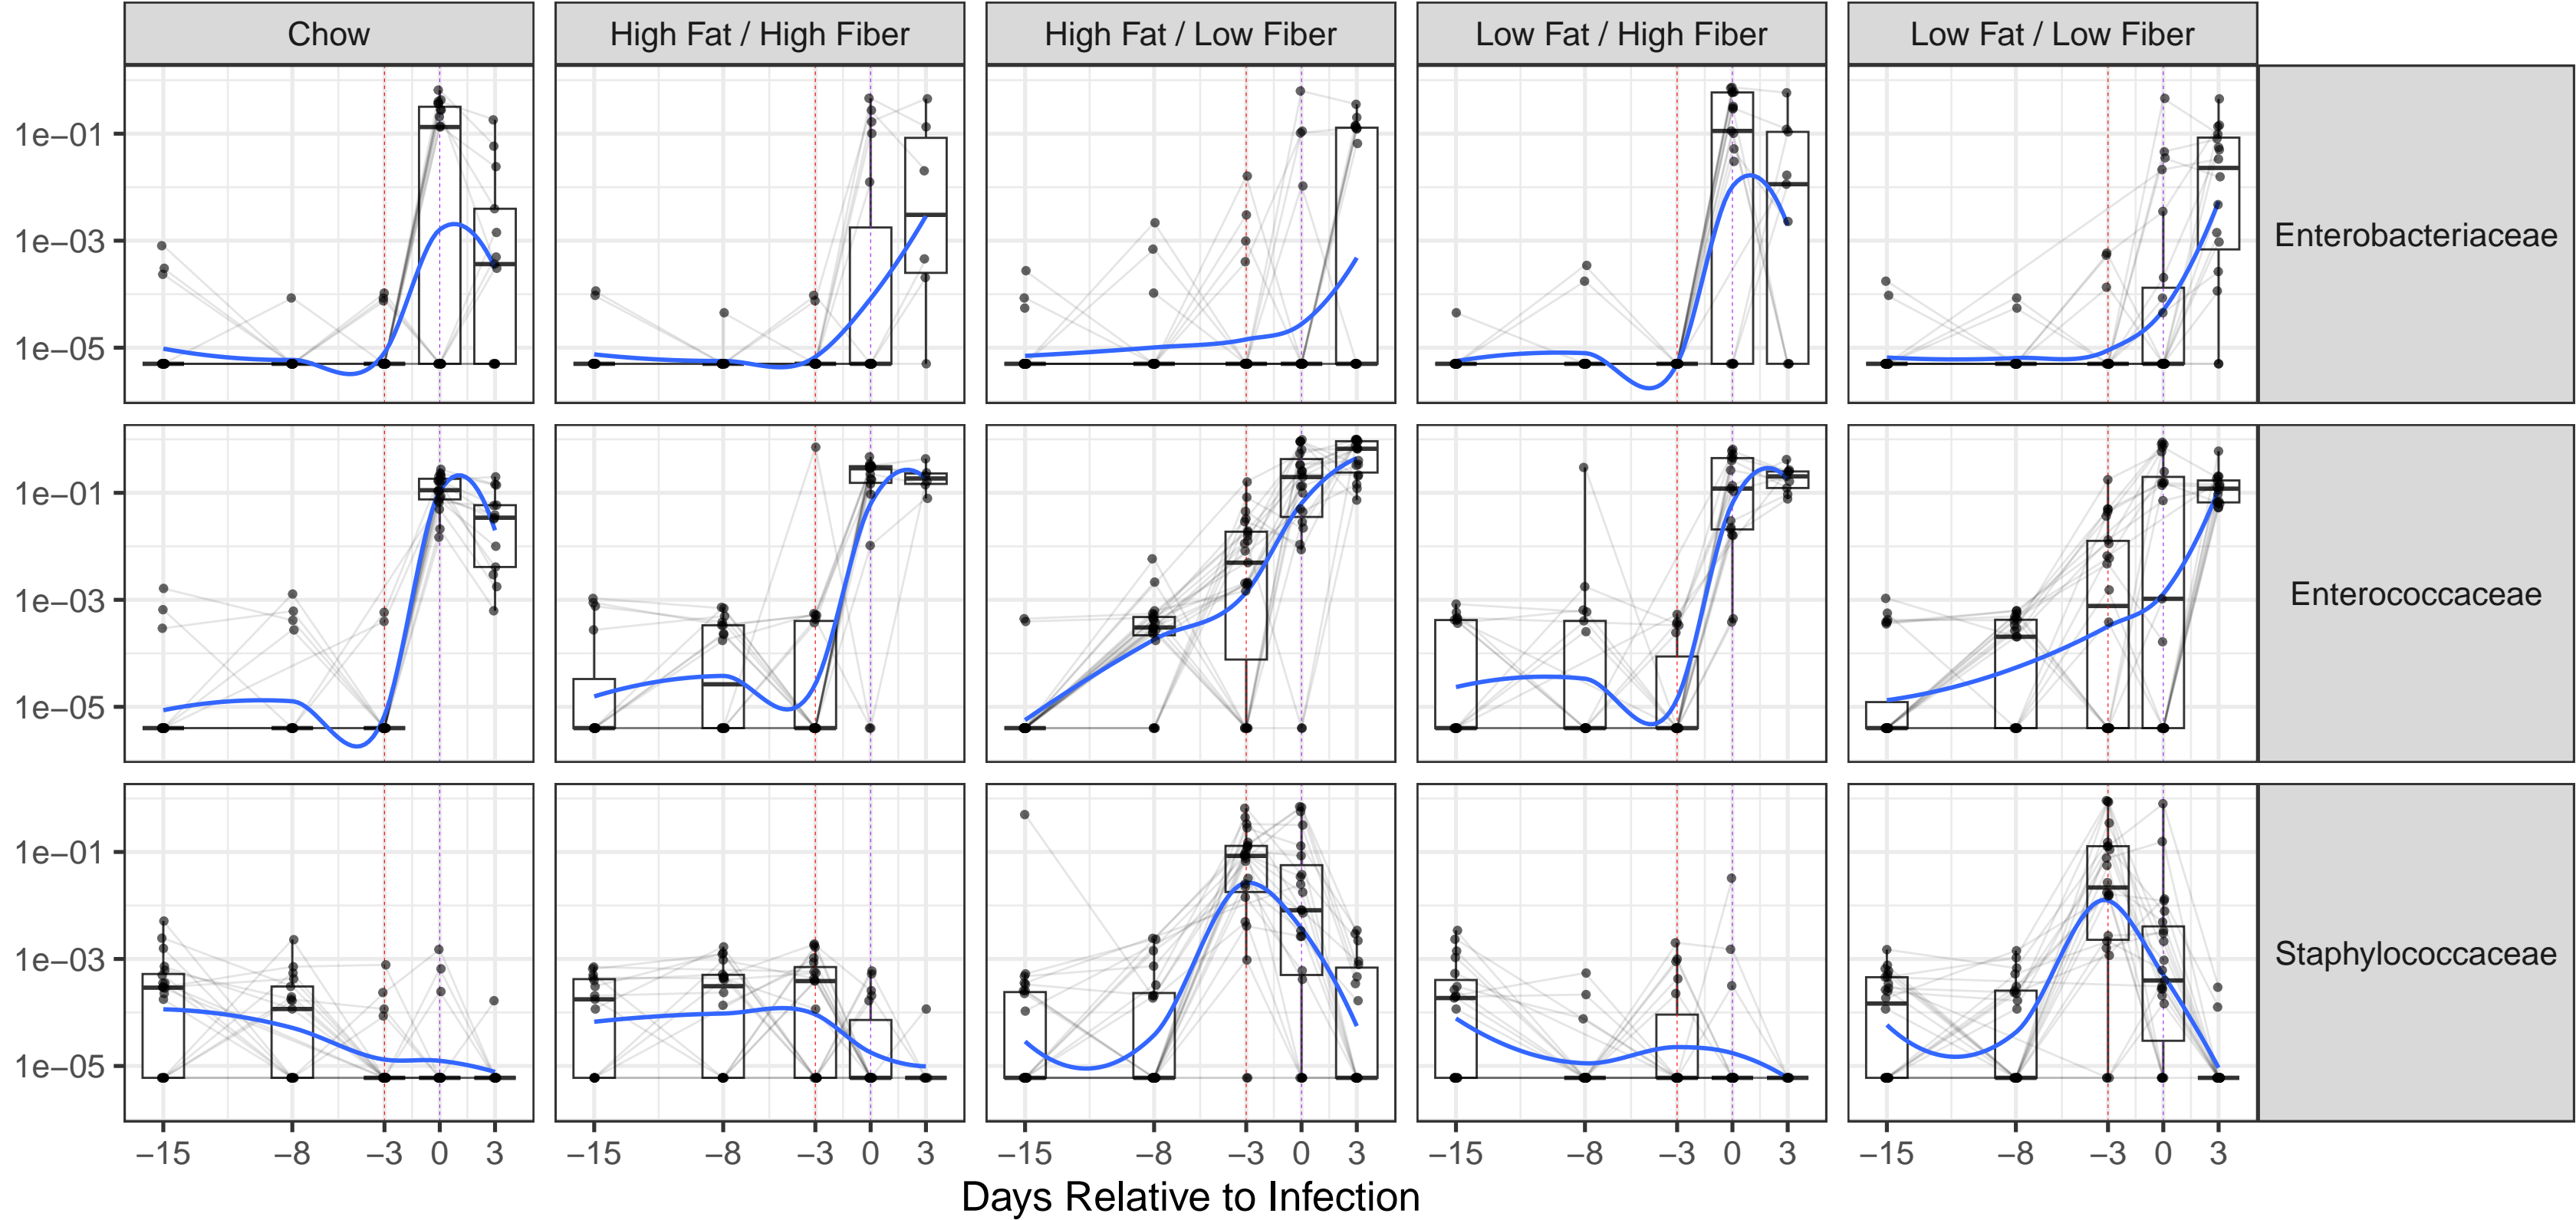 Chow High Fat / High Fiber High Fat / Low Fiber Low Fat / High Fiber Low Fat / Low Fiber
1e−01
1e−03
1e−05
Enterobacteriaceae
1e−01
1e−03
1e−05
Enterococcaceae
1e−01
1e−03
1e−05
Staphylococcaceae
−15 −8 −3 0 3 −15 −8 −3 0 3 −15 −8 −3 0 3 −15 −8 −3 0 3 −15 −8 −3 0 3
Days Relative to Infection